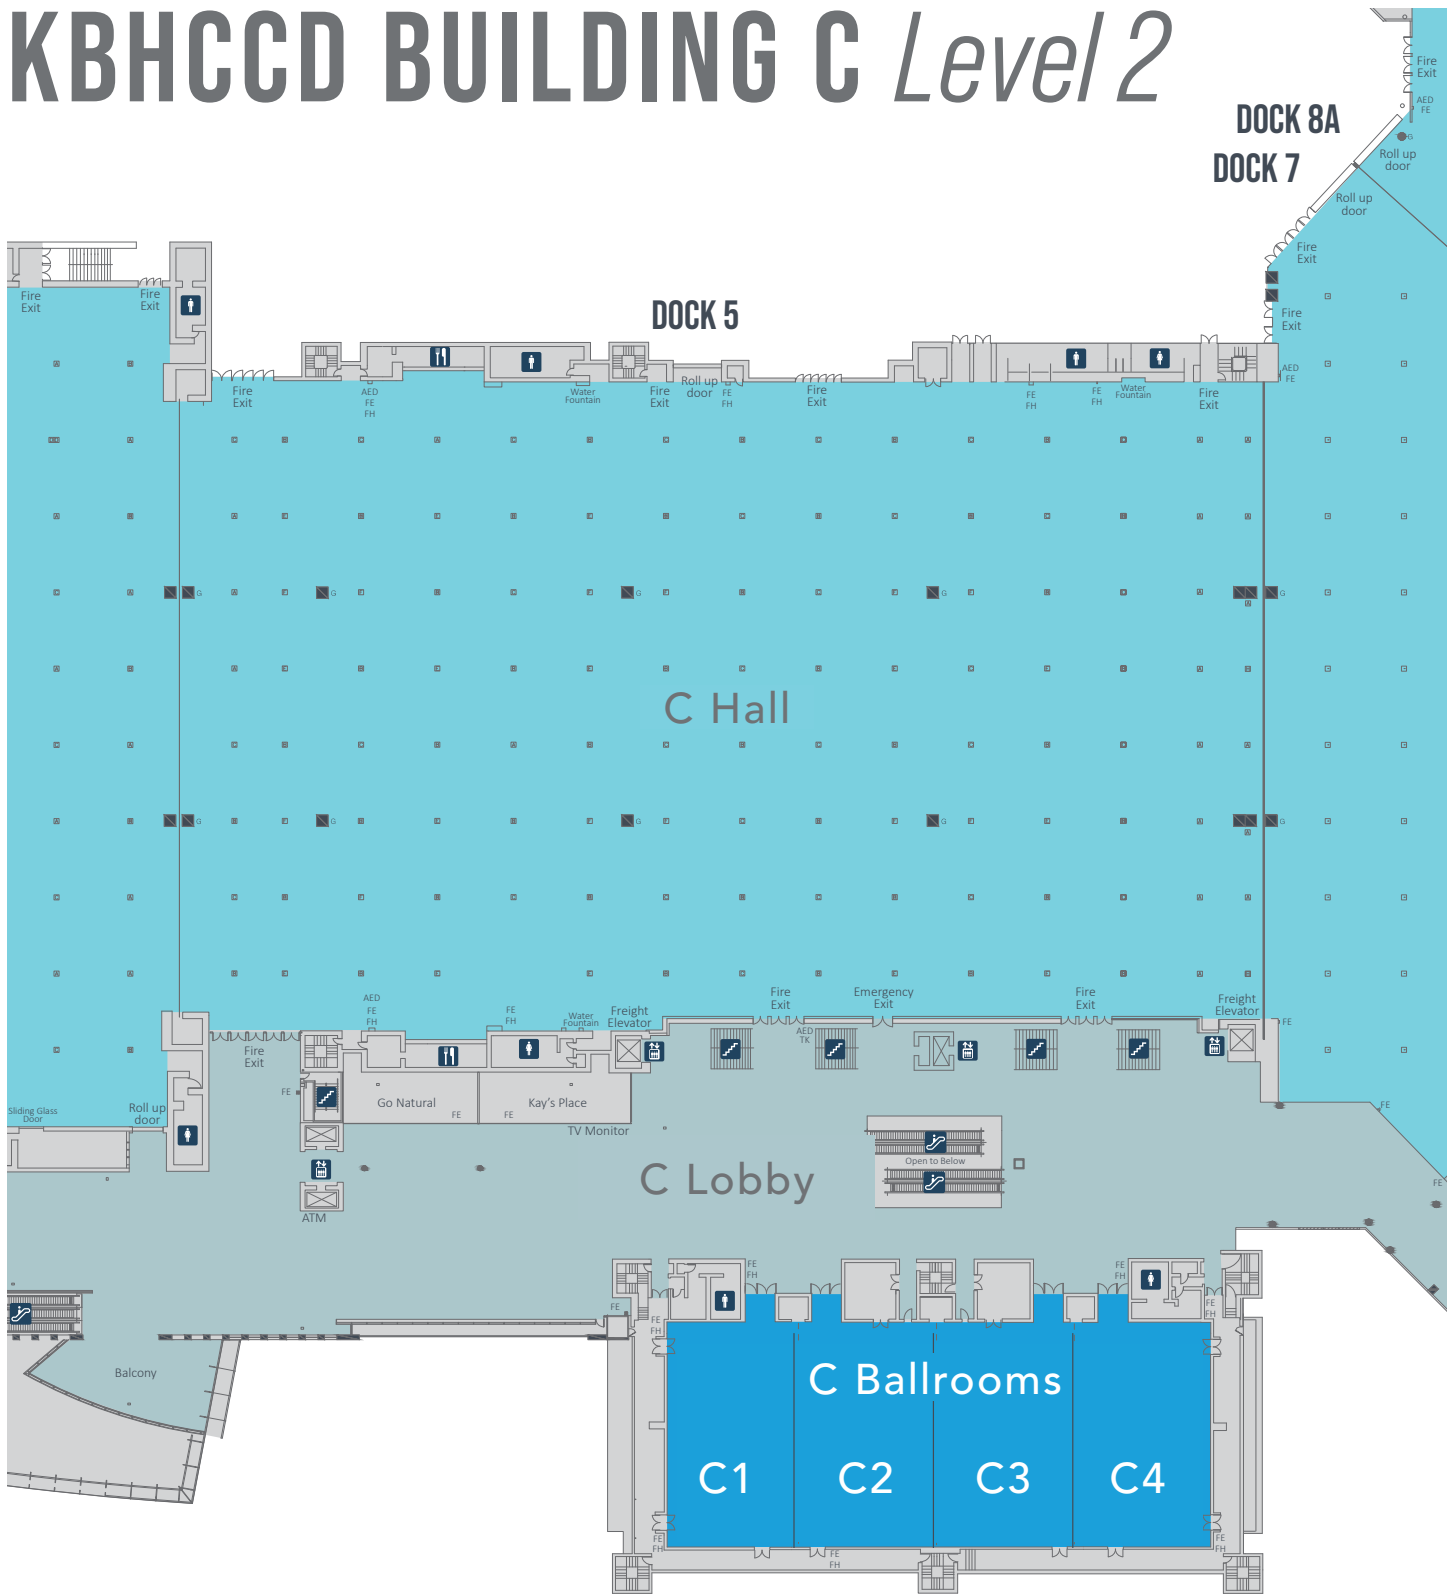 KBHCCD BUILDING C Level 2
Fire
Exit
AED
FE
DOCK 8A
G
DOCK 7
Roll up
door
Roll up
door
Fire
Exit
Fire
Exit
Fire
Exit
Fire
Exit
DOCK 5
AED
FE
Fire
Exit
AED
FE
FH
Water
Fountain
Fire
Exit
Roll up
door
FE
FH
Fire
Exit
FE
FH
FE
FH
Water
Fountain
Fire
Exit
G
G
G
G
G
C Hall
G
G
G
G
G
AED
FE
FH
FE
FH
Water
Fountain
Freight
Elevator
Fire
Exit
Emergency
Exit
Fire
Exit
Freight
Elevator
FE
AED
TK
Fire
Exit
FE
Go Natural
FE
Kay's Place
FE
TV Monitor
Sliding Glass
Door
Roll up
door
FE
Open to Below
C Lobby
FE
ATM
FE
FH
FE
FH
FE
FE
FH
FE
FH
Balcony
C Ballrooms
C1
C2
C3
C4
FE
FH
FE
FH
FE
FH